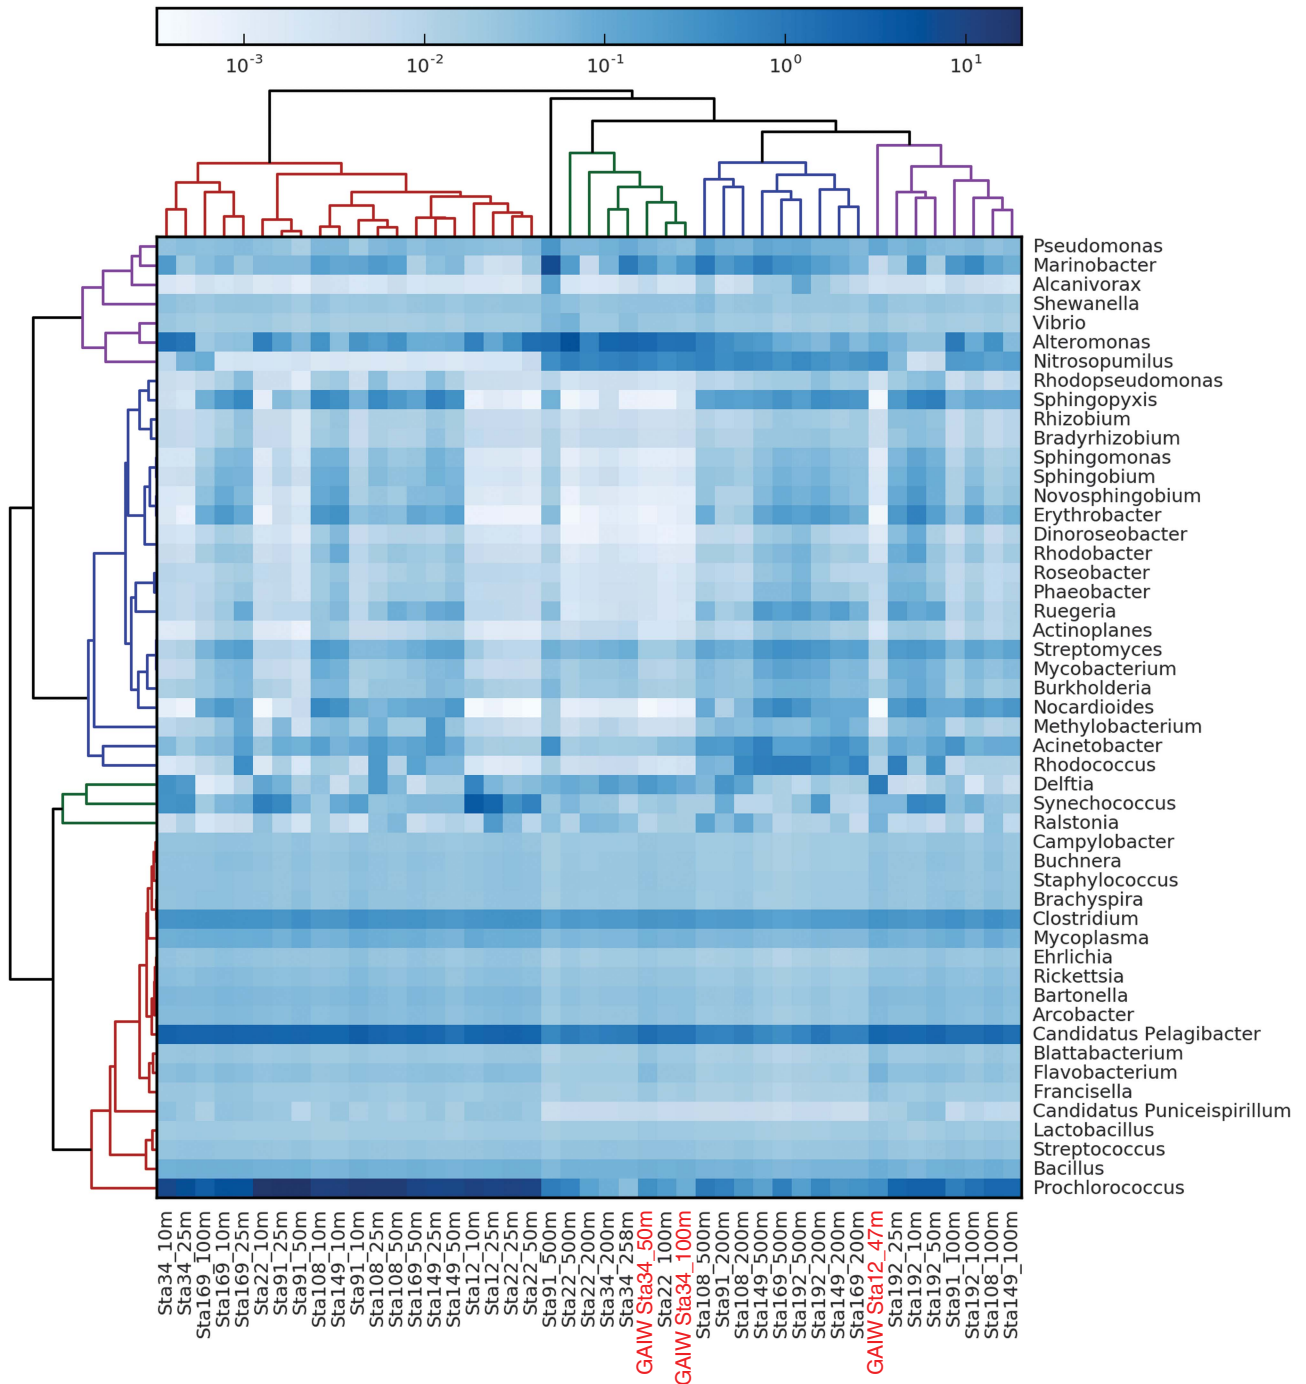 10-3 10-2 10-1 100 101
Pseudomonas
Marinobacter
Alcanivorax
Shewanella
Vibrio
Alteromonas
Nitrosopumilus
Rhodopseudomonas
Sphingopyxis
Rhizobium
Bradyrhizobium
Sphingomonas
Sphingobium
Novosphingobium
Erythrobacter
Dinoroseobacter
Rhodobacter
Roseobacter
Phaeobacter
Ruegeria
Actinoplanes
Streptomyces
Mycobacterium
Burkholderia
Nocardioides
Methylobacterium
Acinetobacter
Rhodococcus
Delftia
Synechococcus
Ralstonia
Campylobacter
Buchnera
Staphylococcus
Brachyspira
Clostridium
Mycoplasma
Ehrlichia
Rickettsia
Bartonella
Arcobacter
Candidatus Pelagibacter
Blattabacterium
Flavobacterium
Francisella
Candidatus Puniceispirillum
Lactobacillus
Streptococcus
Bacillus
Prochlorococcus
Sta34_10m
Sta34_25m
Sta169_100m
Sta169_10m
Sta169_25m
Sta22_10m
Sta91_25m
Sta91_50m
Sta108_10m
Sta149_10m
Sta91_10m
Sta108_25m
Sta108_50m
Sta169_50m
Sta149_25m
Sta149_50m
Sta12_10m
Sta12_25m
Sta22_25m
Sta22_50m
Sta91_500m
Sta22_500m
Sta22_200m
Sta34_200m
Sta34_258m
GAIW Sta34_50m
Sta22_100m
GAIW Sta34_100m
Sta108_500m
Sta91_200m
Sta108_200m
Sta149_500m
Sta169_500m
Sta192_500m
Sta192_200m
Sta149_200m
Sta169_200m
GAIW Sta12_47m
Sta192_25m
Sta192_10m
Sta192_50m
Sta91_100m
Sta192_100m
Sta108_100m
Sta149_100m